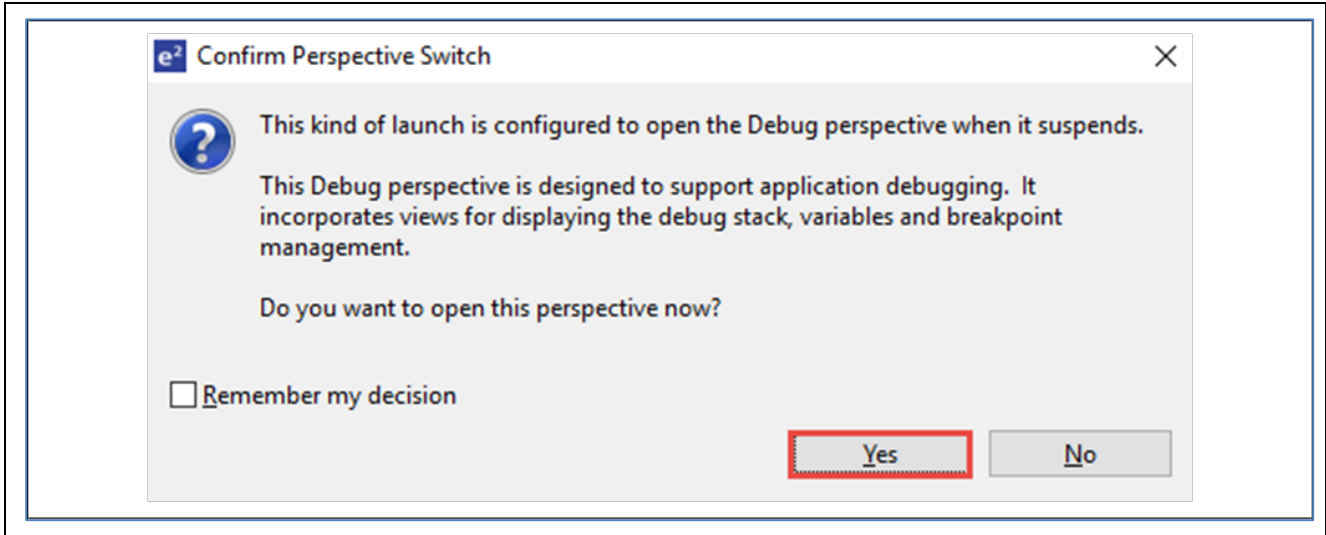 e² Confirm Perspective Switch
?
This kind of launch is configured to open the Debug perspective when it suspends.
This Debug perspective is designed to support application debugging.  It
incorporates views for displaying the debug stack, variables and breakpoint
management.
Do you want to open this perspective now?
Remember my decision
Yes No